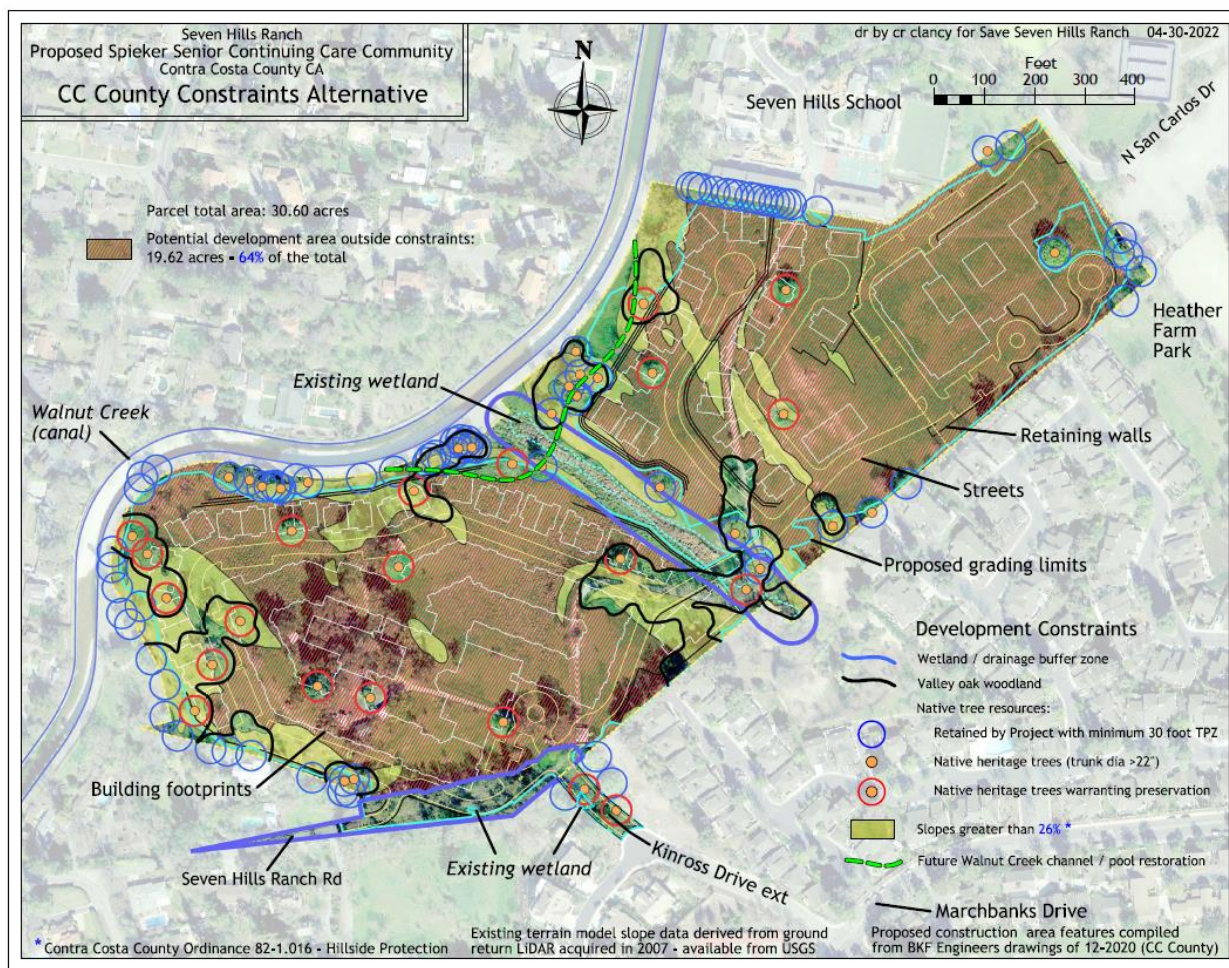 Seven Hills Ranch
Proposed Spieker Senior Continuing Care Community
Contra Costa County CA
CC County Constraints Alternative
dr by cr clancy for Save Seven Hills Ranch 04-30-2022
N
Foot
0 100 200 300 400
Seven Hills School
N San Carlos Dr
Parcel total area: 30.60 acres
Potential development area outside constraints:
19.62 acres - 64% of the total
Heather
Farm
Park
Existing wetland
Walnut Creek
(canal)
Retaining walls
Streets
Proposed grading limits
Development Constraints
Wetland / drainage buffer zone
Valley oak woodland
Native tree resources:
Retained by Project with minimum 30 foot TPZ
Native heritage trees (trunk dia >22")
Native heritage trees warranting preservation
Slopes greater than 26% *
Future Walnut Creek channel / pool restoration
Building footprints
Seven Hills Ranch Rd
Existing wetland
Kinross Drive ext
Marchbanks Drive
* Contra Costa County Ordinance 82-1.016 - Hillside Protection
Existing terrain model slope data derived from ground
return LiDAR acquired in 2007 - available from USGS
Proposed construction area features compiled
from BKF Engineers drawings of 12-2020 (CC County)